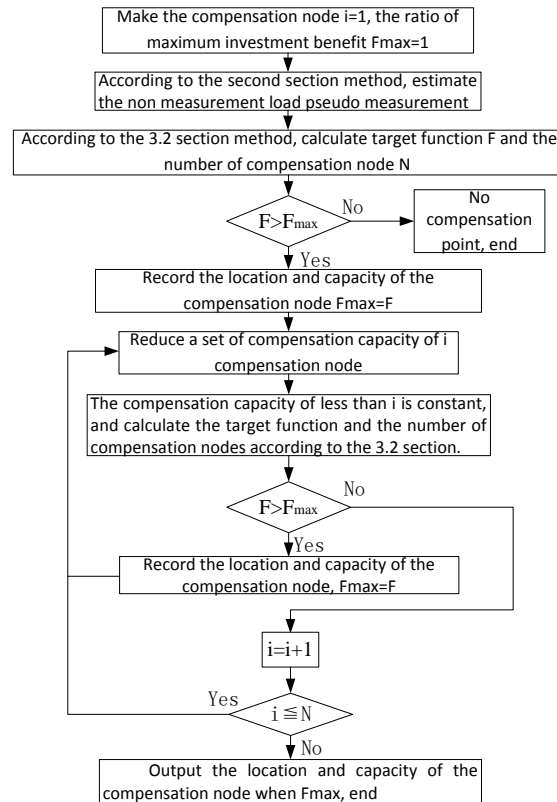 Make the compensation node i=1, the ratio of
maximum investment benefit Fmax=1
According to the second section method, estimate
the non measurement load pseudo measurement
According to the 3.2 section method, calculate target function F and the
number of compensation node N
F>Fmax
No
No
compensation
point, end
Yes
Record the location and capacity of the
compensation node Fmax=F
Reduce a set of compensation capacity of i
compensation node
The compensation capacity of less than i is constant,
and calculate the target function and the number of
compensation nodes according to the 3.2 section.
F>Fmax
No
Yes
Record the location and capacity of the
compensation node, Fmax=F
i=i+1
Yes
i≦N
No
Output the location and capacity of the
compensation node when Fmax, end